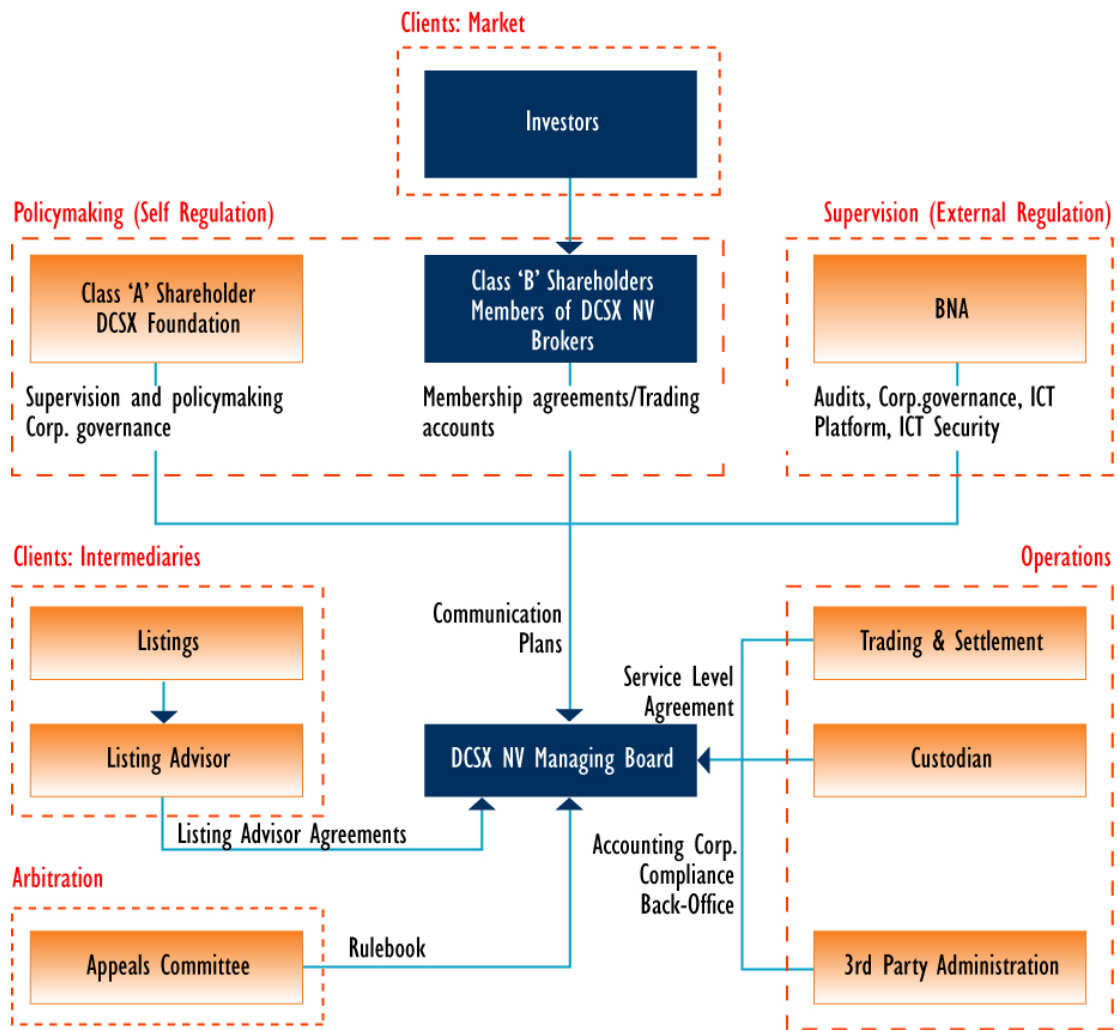 Clients: Market
Investors
Policymaking (Self Regulation)
Supervision (External Regulation)
Class ‘A’ Shareholder
DCSX Foundation
Class ‘B’ Shareholders
Members of DCSX NV
Brokers
BNA
Supervision and policymaking
Corp. governance
Membership agreements/Trading
accounts
Audits, Corp.governance, ICT
Platform, ICT Security
Clients: Intermediaries
Operations
Listings
Communication
Plans
Trading & Settlement
Service Level
Agreement
Listing Advisor
DCSX NV Managing Board
Custodian
Listing Advisor Agreements
Accounting Corp.
Compliance
Back-Office
Arbitration
Appeals Committee
Rulebook
3rd Party Administration